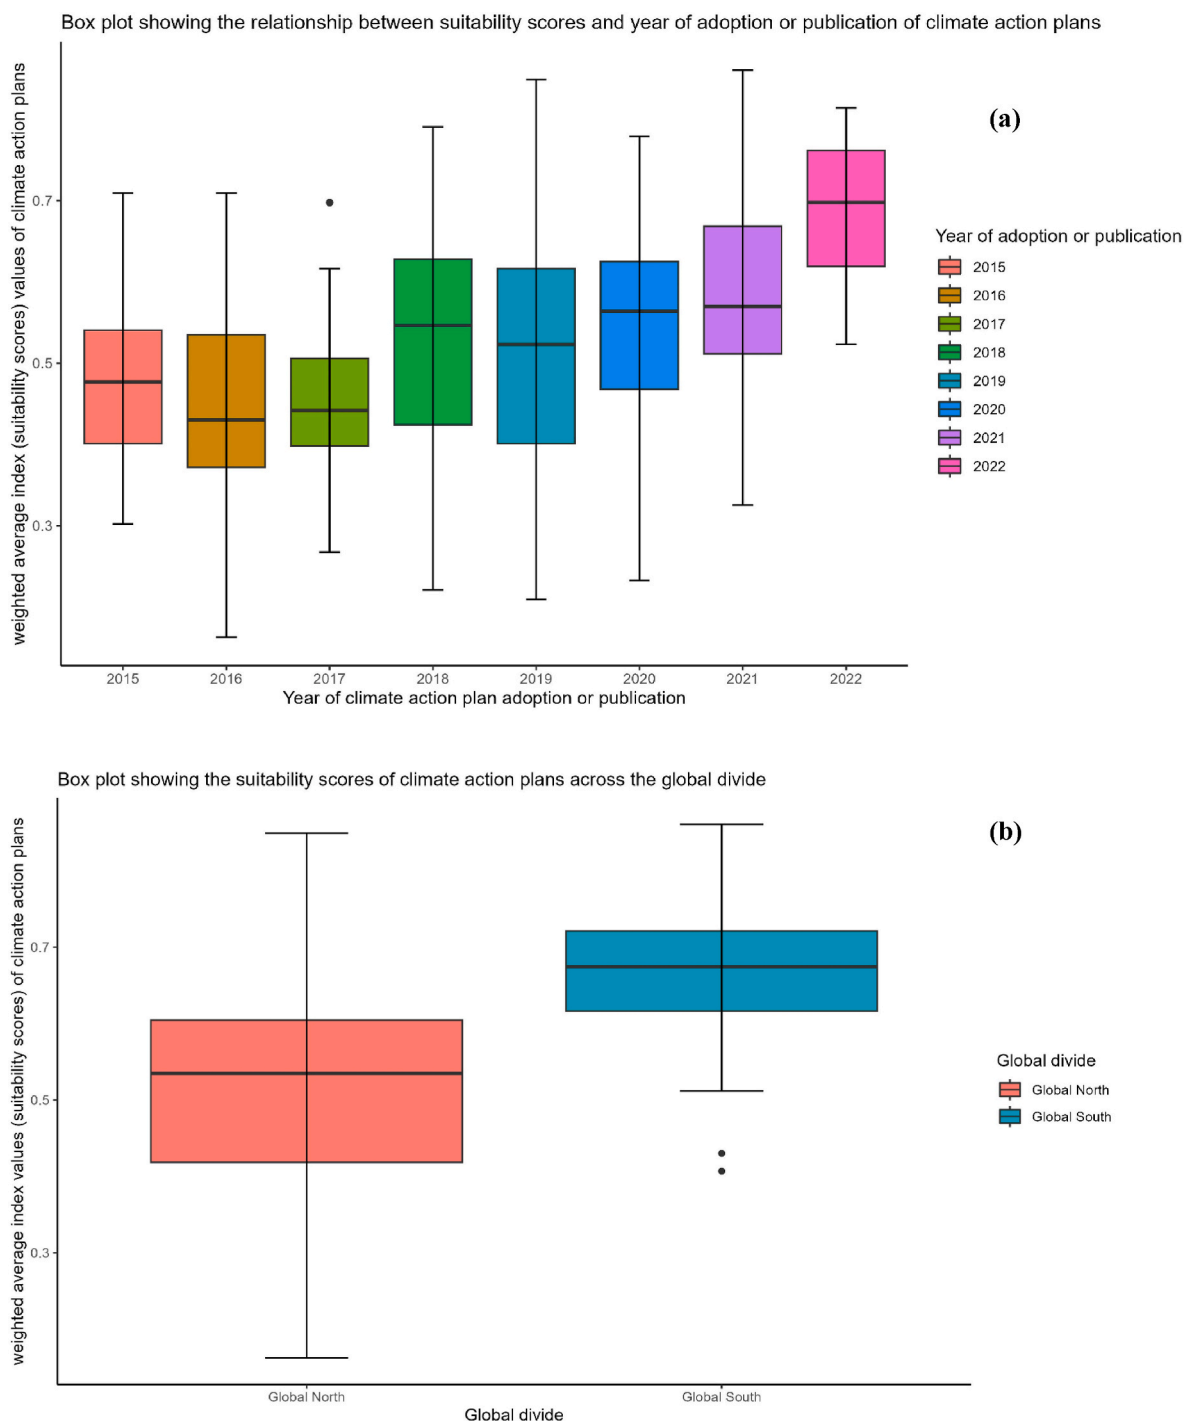 Box plot showing the relationship between suitability scores and year of adoption or publication of climate action plans
weighted average index (suitability scores) values of climate action plans
0.7
0.5
0.3
2015 2016 2017 2018 2019 2020 2021 2022
Year of climate action plan adoption or publication
(a)
Year of adoption or publication
2015
2016
2017
2018
2019
2020
2021
2022
Box plot showing the suitability scores of climate action plans across the global divide
weighted average index values (suitability scores) of climate action plans
0.7
0.5
0.3
Global North Global South
Global divide
(b)
Global divide
Global North
Global South